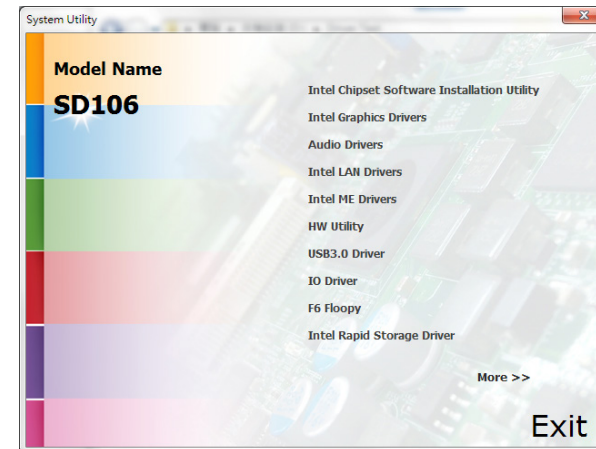 System Utility
Model Name
SD106
Intel Chipset Software Installation Utility
Intel Graphics Drivers
Audio Drivers
Intel LAN Drivers
Intel ME Drivers
HW Utility
USB3.0 Driver
IO Driver
F6 Floopy
Intel Rapid Storage Driver
More >>
Exit